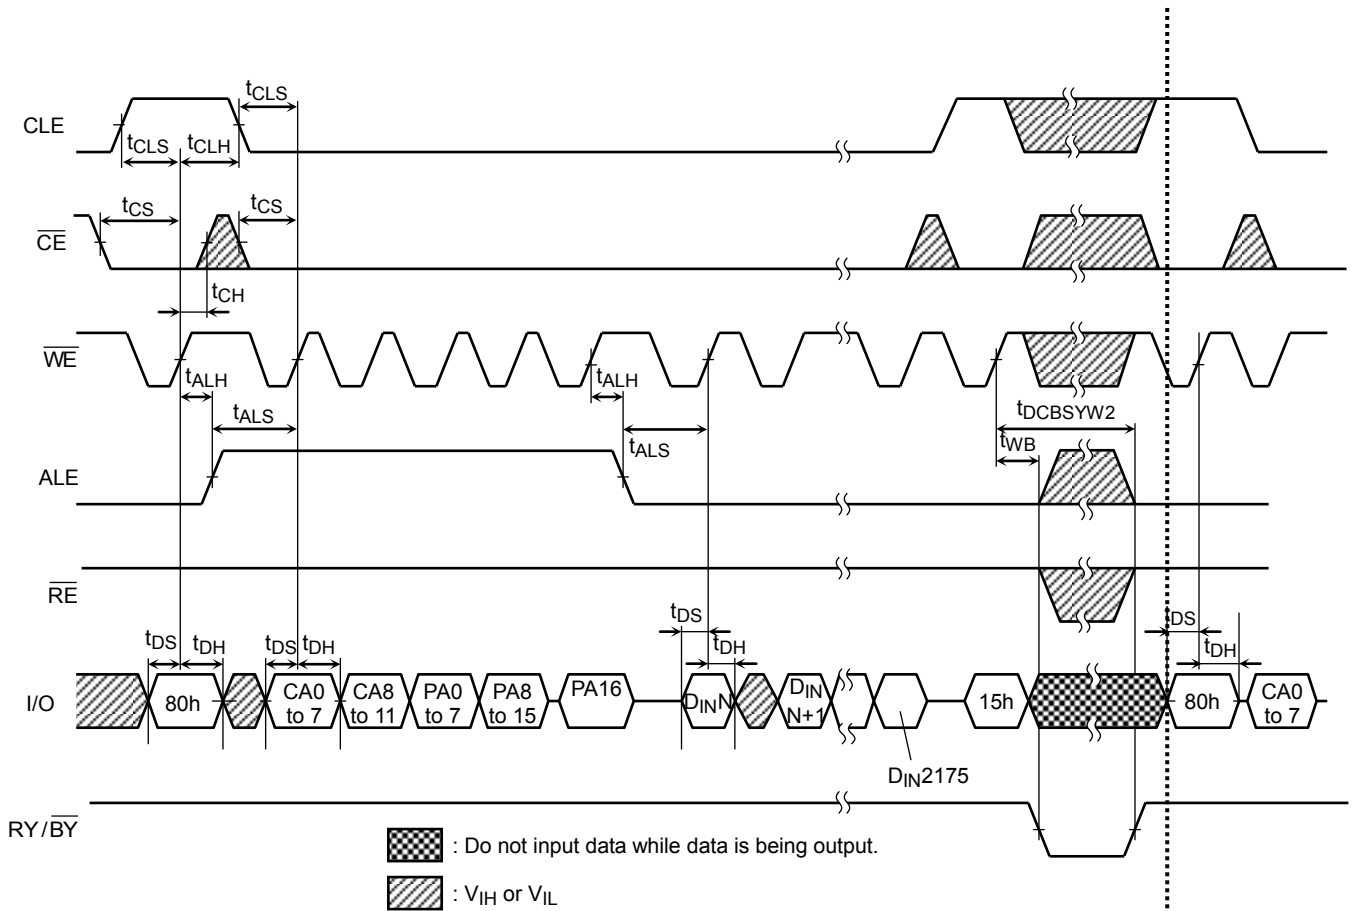 CLE
tCLS
tCLS
tCLH
CE
tCS
tCS
tCH
WE
tALH
tALS
tALH
tALS
tDCBSYW2
tWB
ALE
RE
tDS
tDH
tDS
tDH
tDS
tDH
DS
tDH
I/O
80h
CA0
to 7
CA8
to 11
PA0
to 7
PA8
to 15
PA16
DINN
DIN
N+1
DIN2175
15h
80h
CA0
to 7
RY/BY
: Do not input data while data is being output.
: VIH or VIL